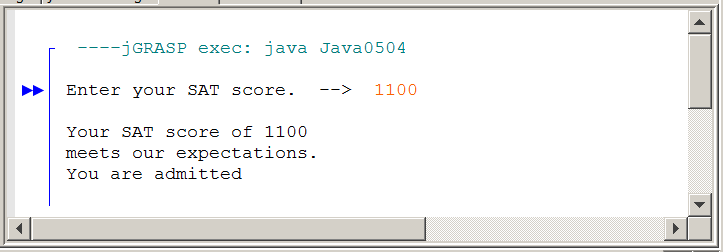 ----jGRASP exec: java Java0504
Enter your SAT score.  -->  1100
Your SAT score of 1100
meets our expectations.
You are admitted